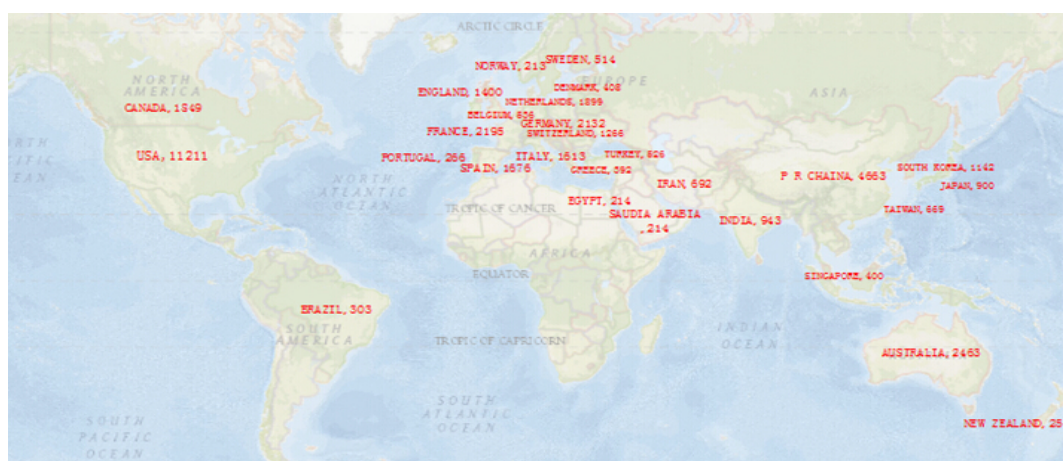 ARCTIC CIRCLE
SWEDEN, 514
NORWAY, 213
NORTH
AMERICA
EUROPE
ASIA
DENMARK, 408
ENGLAND, 1400
NETHERLANDS, 1899
CANADA, 1849
BELGIUM,
GERMANY, 2132
FRANCE, 2195
SWITZERLAND, 1266
USA, 11211
PORTUGAL, 266
ITALY, 1613
TURKEY, 826
SPAIN, 1676
GREECE, 592
SOUTH KOREA, 1142
P R CHAINA, 4663
IRAN, 692
JAPAN, 900
NORTH
ATLANTIC
OCEAN
EGYPT, 214
TROPIC OF CANCER
SAUDIA ARABIA
, 214
INDIA, 943
TAIWAN, 669
AFRICA
EQUATOR
SINGAPORE, 400
BRAZIL, 303
SOUTH
AMERICA
INDIAN
OCEAN
TROPIC OF CAPRICORN
AUSTRALIA, 2463
SOUTH
ATLANTIC
OCEAN
SOUTH
PACIFIC
OCEAN
NEW ZEALAND, 25